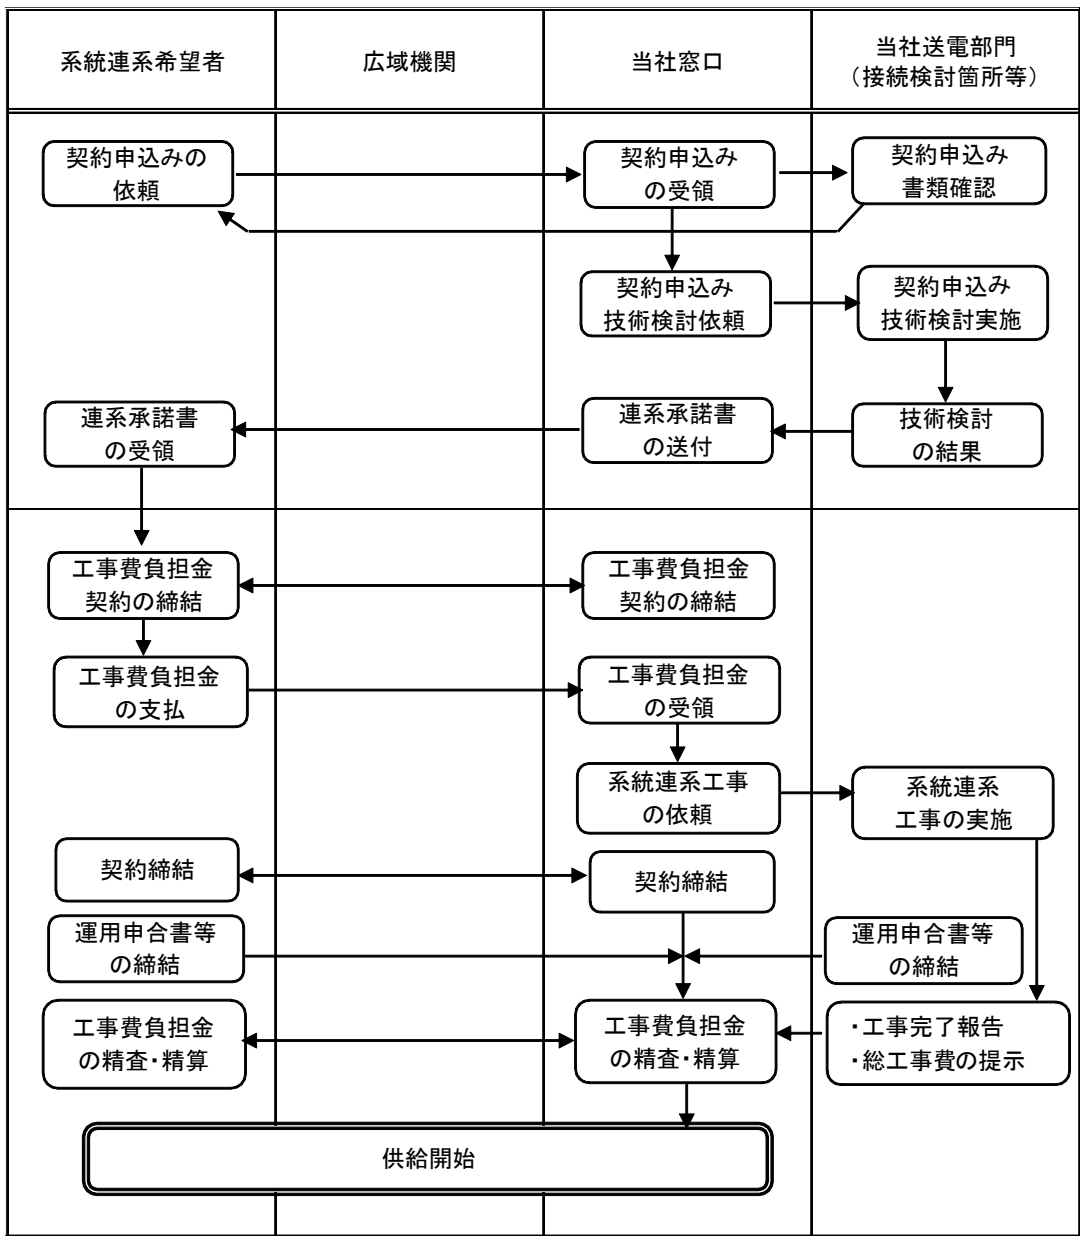 系統連系希望者
広域機関
当社窓口
当社送電部門
（接続検討箇所等）
契約申込みの
依頼
契約申込み
の受領
契約申込み
書類確認
契約申込み
技術検討依頼
契約申込み
技術検討実施
連系承諾書
の受領
連系承諾書
の送付
技術検討
の結果
工事費負担金
契約の締結
工事費負担金
契約の締結
工事費負担金
の支払
工事費負担金
の受領
系統連系工事
の依頼
系統連系
工事の実施
契約締結
契約締結
運用申合書等
の締結
運用申合書等
の締結
工事費負担金
の精査・精算
工事費負担金
の精査・精算
・工事完了報告
・総工事費の提示
供給開始